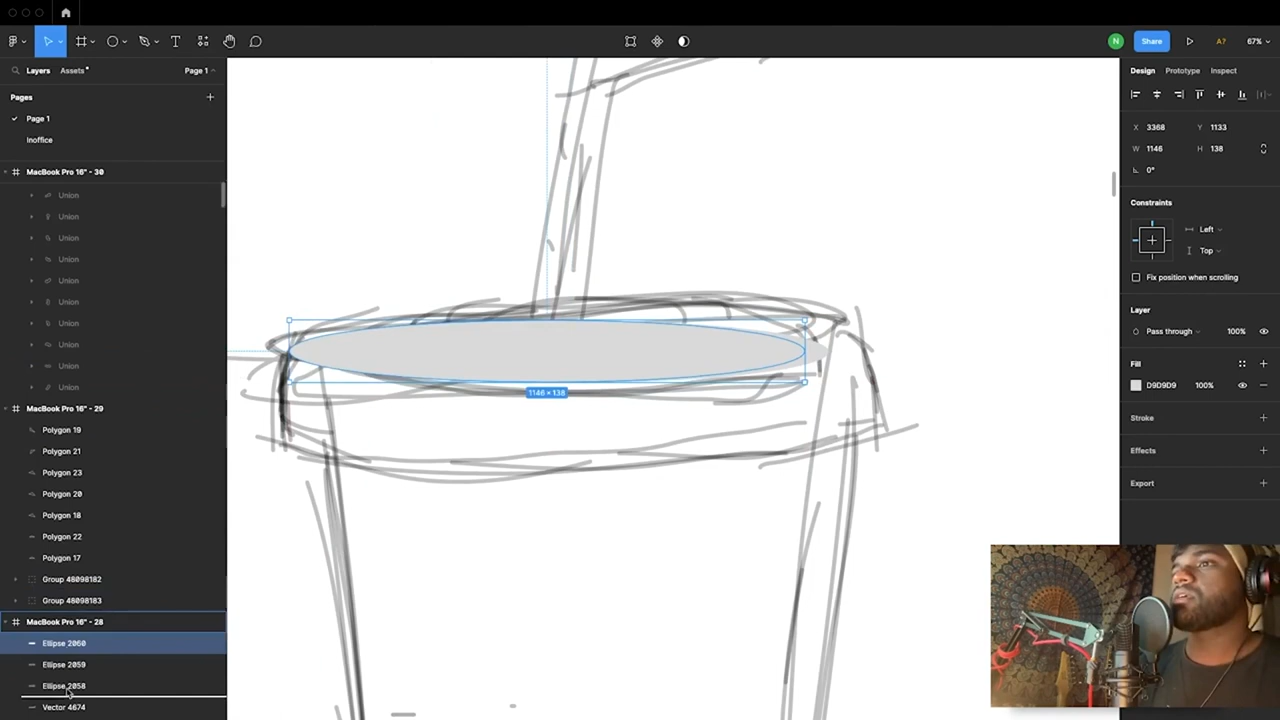 N
Share
A?
67%
Layers
Assets
Page 1
Design
Prototype
Inspect
Pages
Page 1
Inoffice
X 3368
Y 1133
W 1146
H 138
0°
MacBook Pro 16" - 30
Union
Union
Union
Union
Union
Union
Union
Union
Union
Union
MacBook Pro 16" - 29
Polygon 19
Polygon 21
Polygon 23
Polygon 20
Polygon 18
Polygon 22
Polygon 17
Group 48098182
Group 48098183
MacBook Pro 16" - 28
Ellipse 2060
Ellipse 2059
Ellipse 2058
Vector 4674
1146 × 138
Constraints
Left
Top
Fix position when scrolling
Layer
Pass through
100%
Fill
D9D9D9
100%
Stroke
Effects
Export